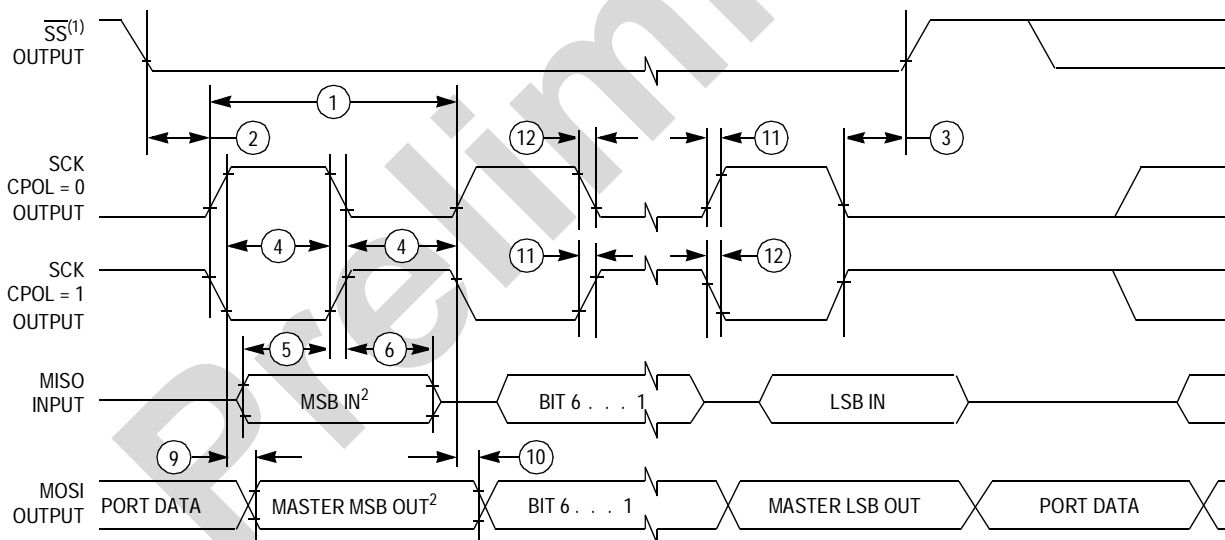 SS(1)
OUTPUT
1
2
12
11
3
SCK
CPOL = 0
OUTPUT
4
4
11
12
SCK
CPOL = 1
OUTPUT
5
6
MISO
INPUT
MSB IN2
BIT 6 . . . 1
LSB IN
9
10
MOSI
OUTPUT
PORT DATA
MASTER MSB OUT2
BIT 6 . . . 1
MASTER LSB OUT
PORT DATA
Prelim